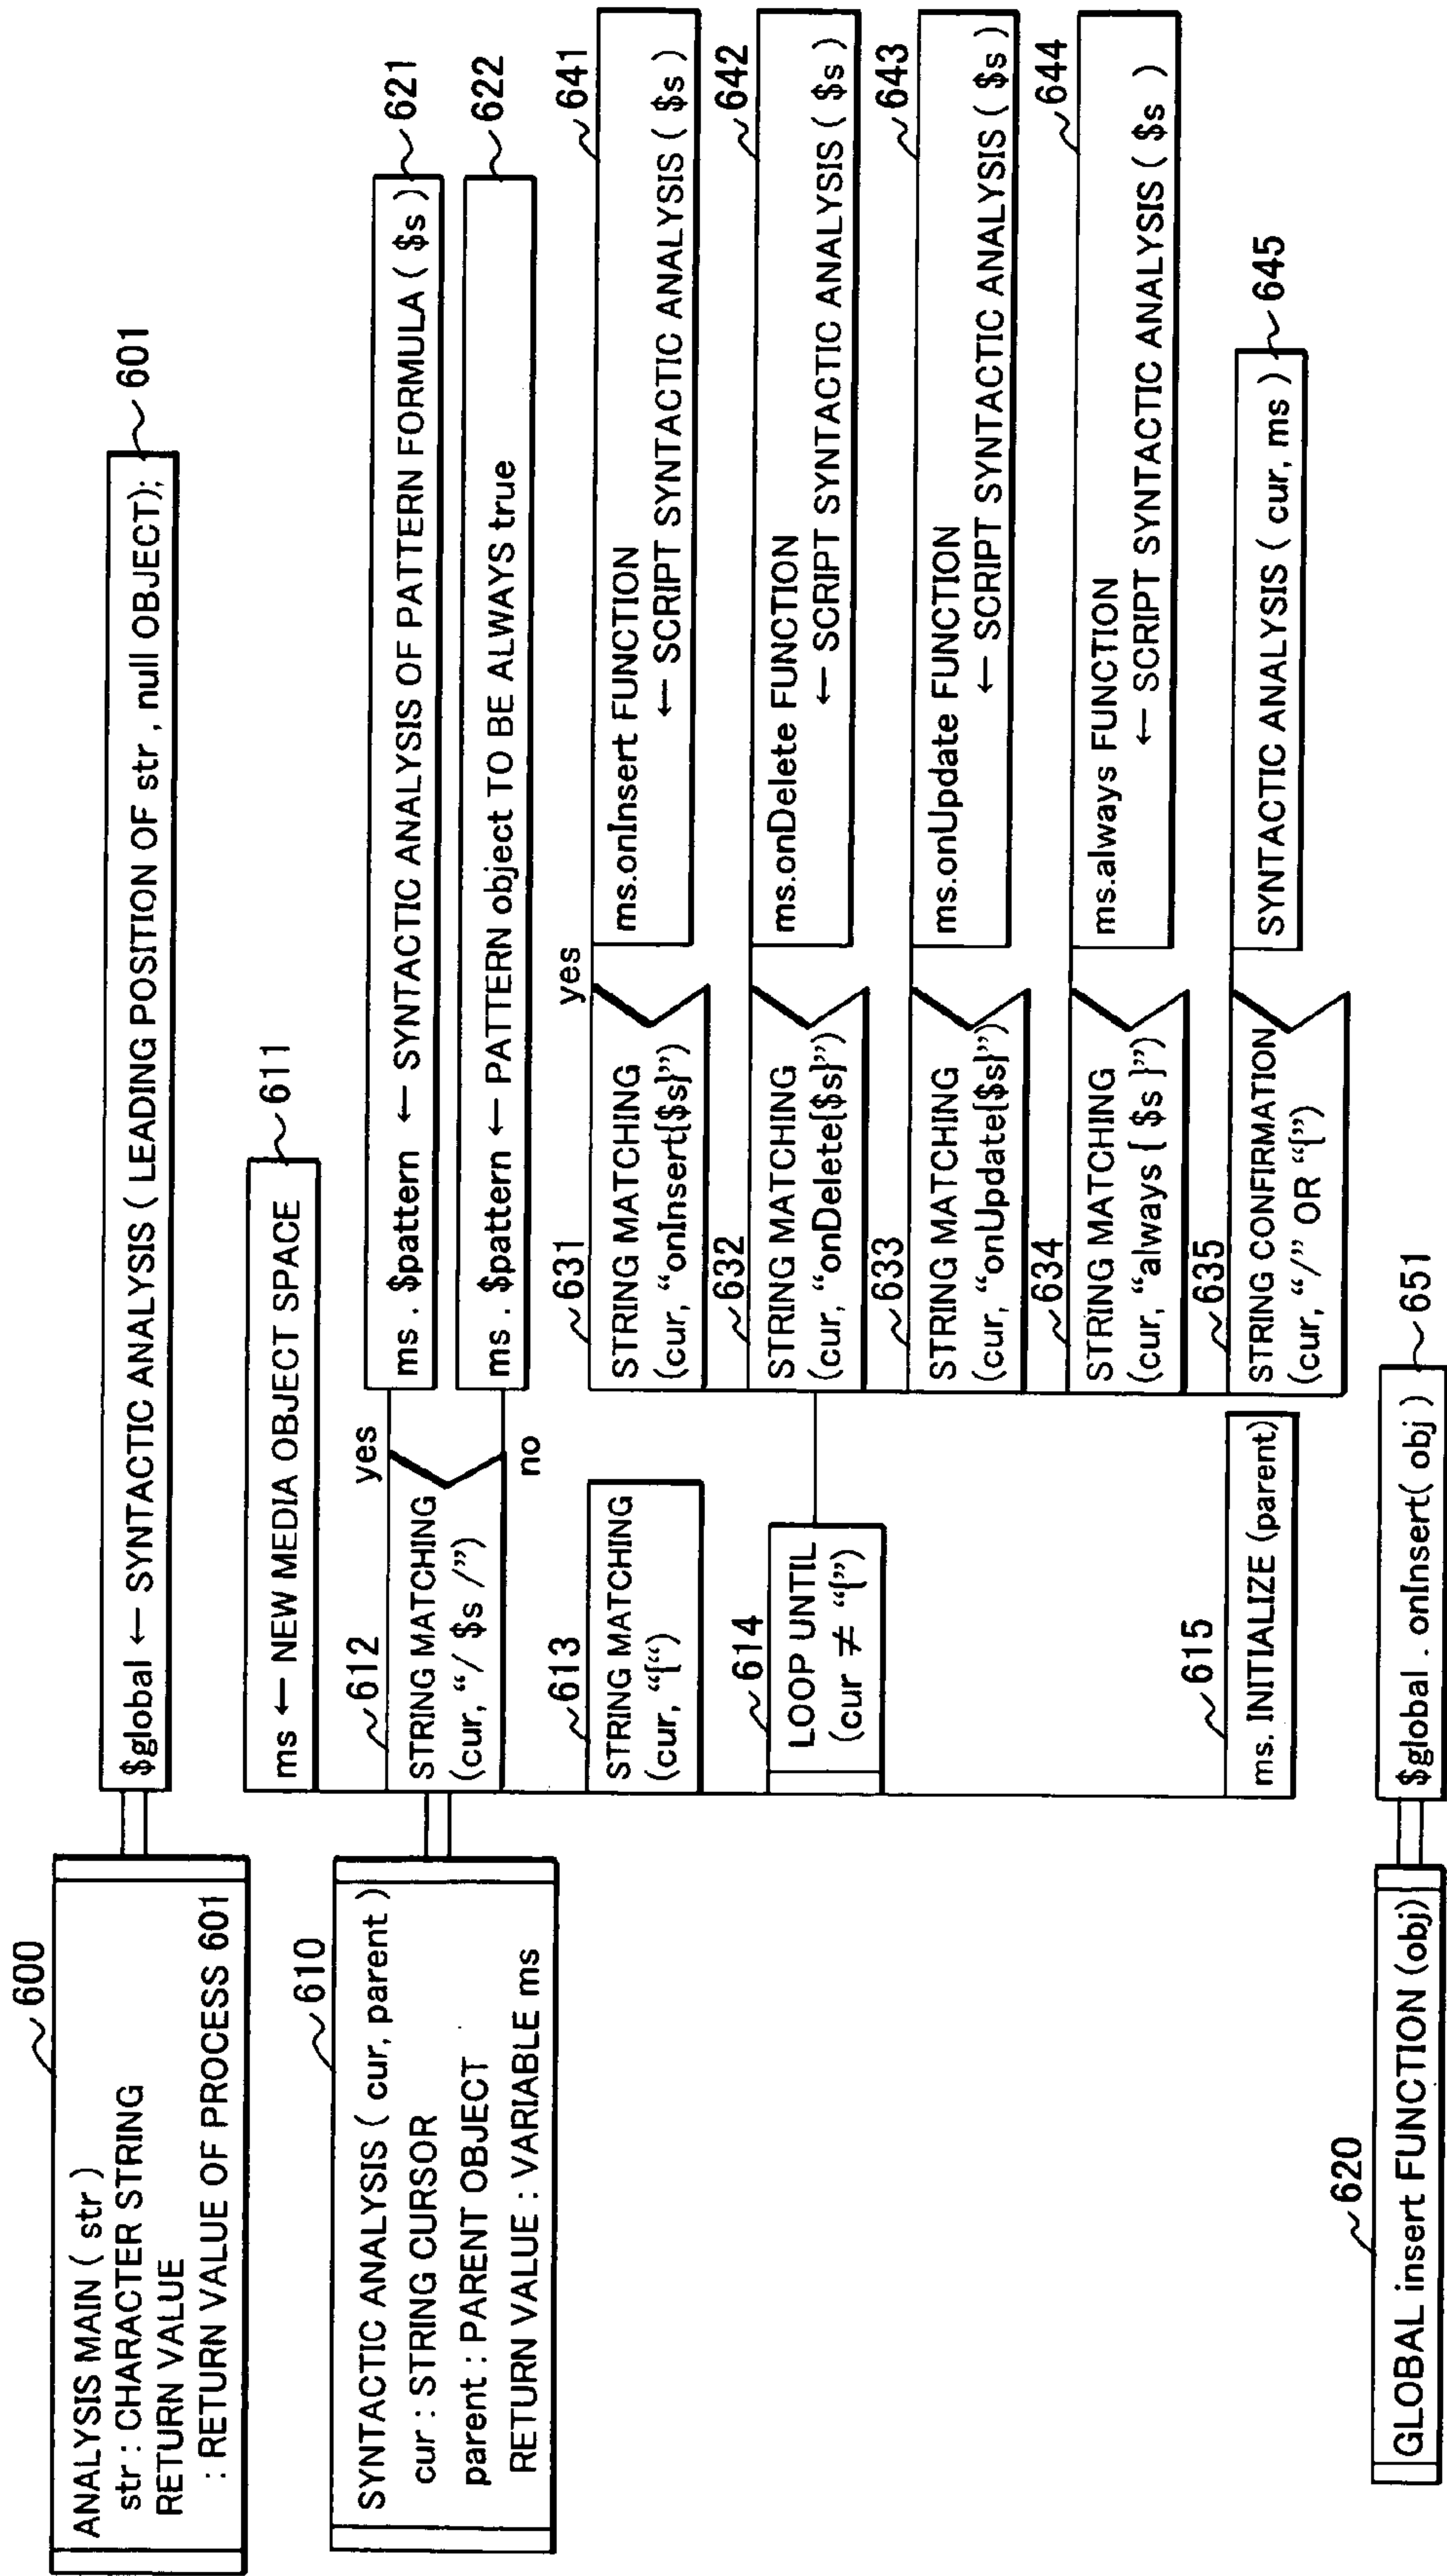 600
ANALYSIS MAIN ( str )
str : CHARACTER STRING
RETURN VALUE
: RETURN VALUE OF PROCESS 601
$global ← SYNTACTIC ANALYSIS ( LEADING POSITION OF str , null OBJECT);
601
610
SYNTACTIC ANALYSIS ( cur, parent )
cur : STRING CURSOR
parent : PARENT OBJECT
RETURN VALUE : VARIABLE ms
ms ← NEW MEDIA OBJECT SPACE
611
612
STRING MATCHING
(cur, “/ $s /”)
yes
no
ms . $pattern ← SYNTACTIC ANALYSIS OF PATTERN FORMULA ( $s )
621
ms . $pattern ← PATTERN object TO BE ALWAYS true
622
613
STRING MATCHING
(cur, “{“)
614
LOOP UNTIL
(cur ≠ “{”)
631
STRING MATCHING
(cur, “onInsert{$s}”)
yes
ms.onInsert FUNCTION
← SCRIPT SYNTACTIC ANALYSIS ( $s )
641
632
STRING MATCHING
(cur, “onDelete{$s}”)
ms.onDelete FUNCTION
← SCRIPT SYNTACTIC ANALYSIS ( $s )
642
633
STRING MATCHING
(cur, “onUpdate{$s}”)
ms.onUpdate FUNCTION
← SCRIPT SYNTACTIC ANALYSIS ( $s )
643
634
STRING MATCHING
(cur, “always { $s }”)
ms.always FUNCTION
← SCRIPT SYNTACTIC ANALYSIS ( $s )
644
635
STRING CONFIRMATION
(cur, “/” OR “{”)
SYNTACTIC ANALYSIS ( cur, ms )
645
615
ms. INITIALIZE (parent)
620
GLOBAL insert FUNCTION (obj)
$global . onInsert( obj )
651